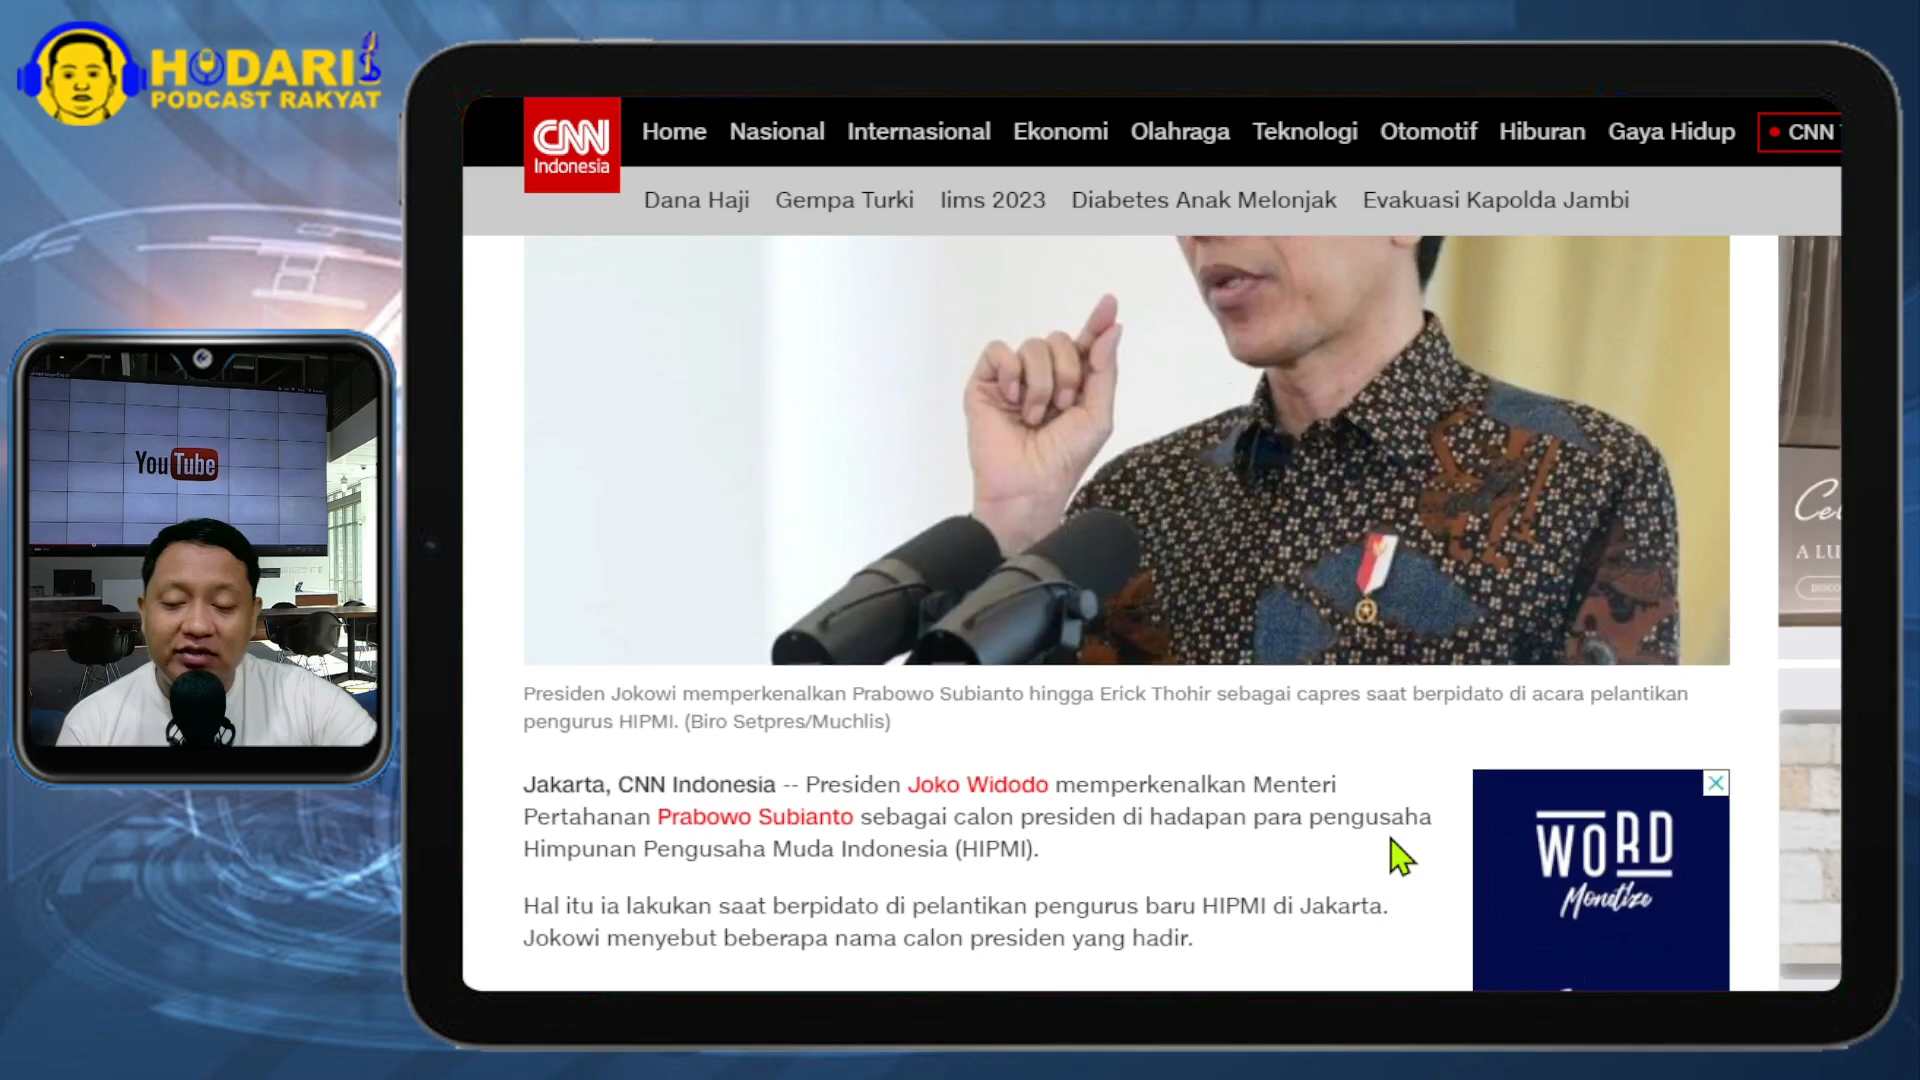 HUDARI
PODCAST RAKYAT
YouTube
CNN
Indonesia
Home Nasional Internasional Ekonomi Olahraga Teknologi Otomotif Hiburan Gaya Hidup CNN
Dana Haji Gempa Turki Iims 2023 Diabetes Anak Melonjak Evakuasi Kapolda Jambi
Presiden Jokowi memperkenalkan Prabowo Subianto hingga Erick Thohir sebagai capres saat berpidato di acara pelantikan
pengurus HIPMI. (Biro Setpres/Muchlis)
Jakarta, CNN Indonesia -- Presiden Joko Widodo memperkenalkan Menteri
Pertahanan Prabowo Subianto sebagai calon presiden di hadapan para pengusaha
Himpunan Pengusaha Muda Indonesia (HIPMI).
Hal itu ia lakukan saat berpidato di pelantikan pengurus baru HIPMI di Jakarta.
Jokowi menyebut beberapa nama calon presiden yang hadir.
WORD
Monetize
A LU